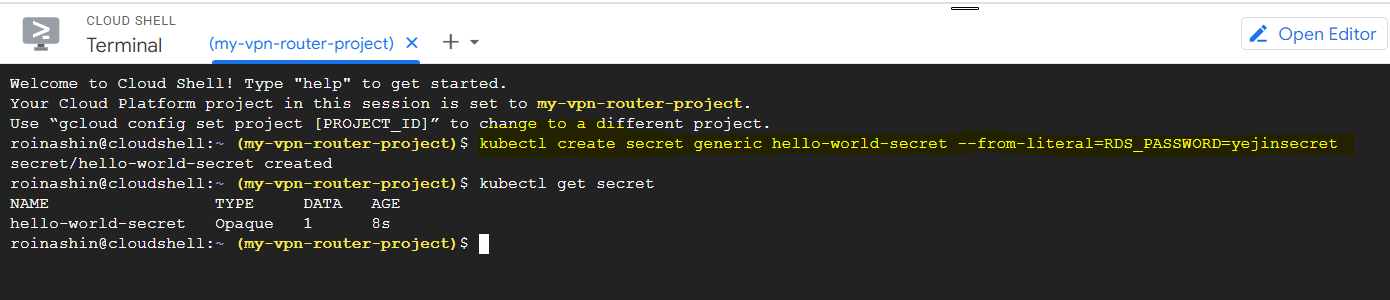 CLOUD SHELL
Terminal
(my-vpn-router-project)
Open Editor
Welcome to Cloud Shell! Type "help" to get started.
Your Cloud Platform project in this session is set to my-vpn-router-project.
Use “gcloud config set project [PROJECT_ID]” to change to a different project.
roinashin@cloudshell:~ (my-vpn-router-project)$ kubectl create secret generic hello-world-secret --from-literal=RDS_PASSWORD=yejinsecret
secret/hello-world-secret created
roinashin@cloudshell:~ (my-vpn-router-project)$ kubectl get secret
NAME TYPE DATA AGE
hello-world-secret Opaque 1 8s
roinashin@cloudshell:~ (my-vpn-router-project)$